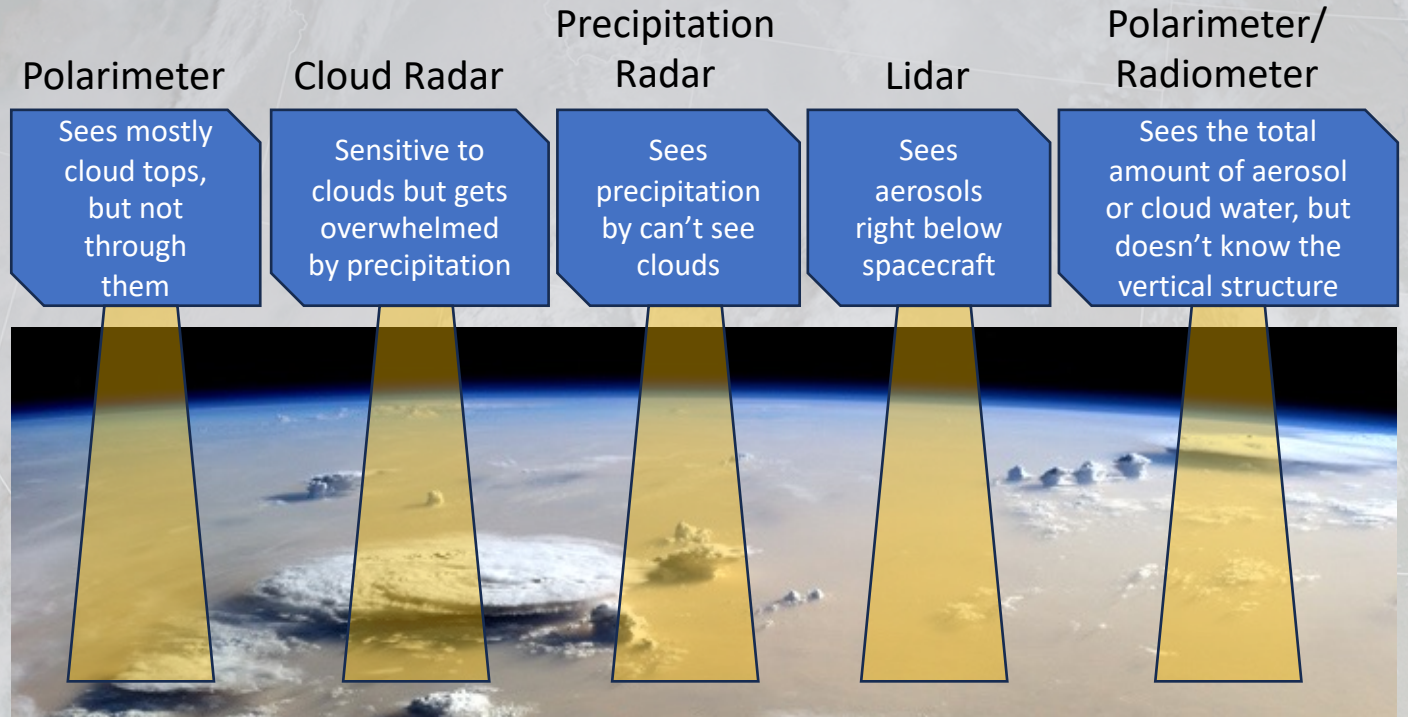 Polarimeter
Sees mostly
cloud tops,
but not
through
them
Cloud Radar
Sensitive to
clouds but gets
overwhelmed
by precipitation
Precipitation
Radar
Sees
precipitation
by can’t see
clouds
Lidar
Sees
aerosols
right below
spacecraft
Polarimeter/
Radiometer
Sees the total
amount of aerosol
or cloud water, but
doesn’t know the
vertical structure